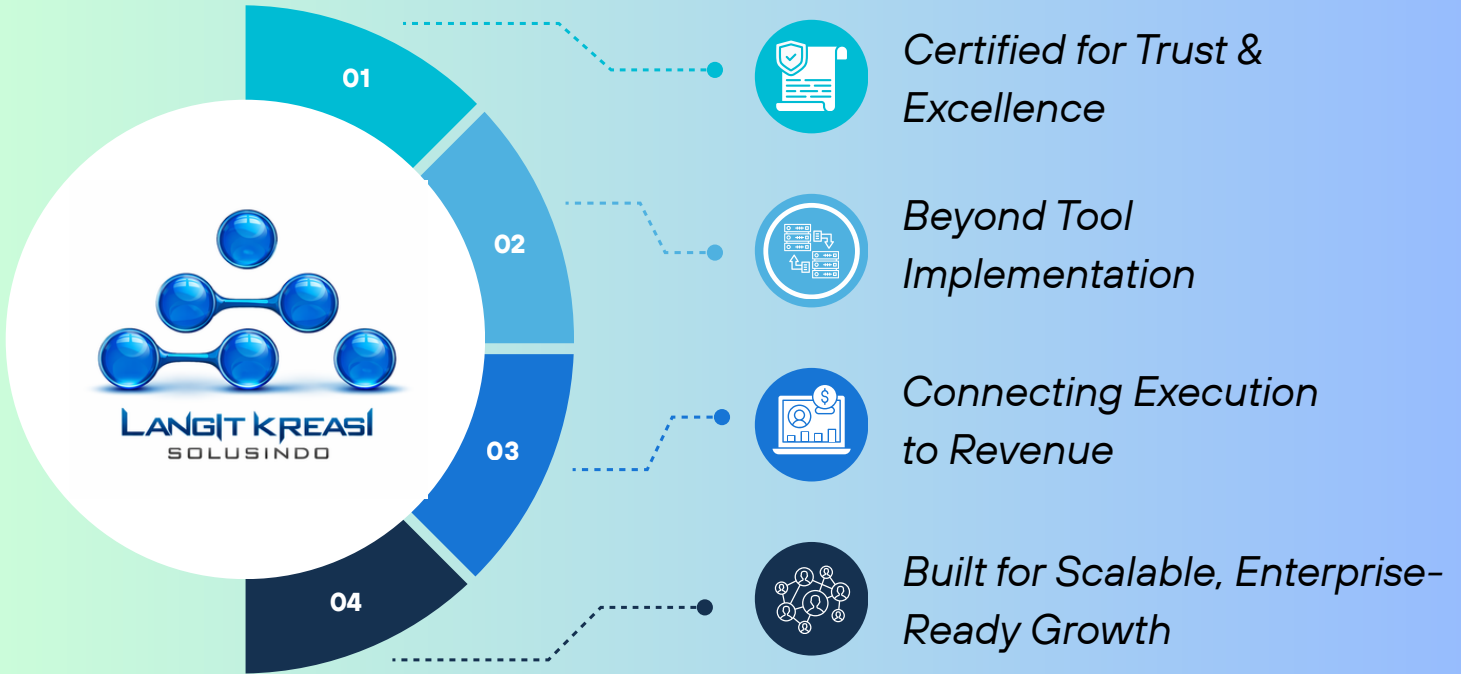 01
Certified for Trust &
Excellence
02
Beyond Tool
Implementation
LANGIT KREASI
SOLUSINDO
03
Connecting Execution
to Revenue
04
Built for Scalable, Enterprise-
Ready Growth
$